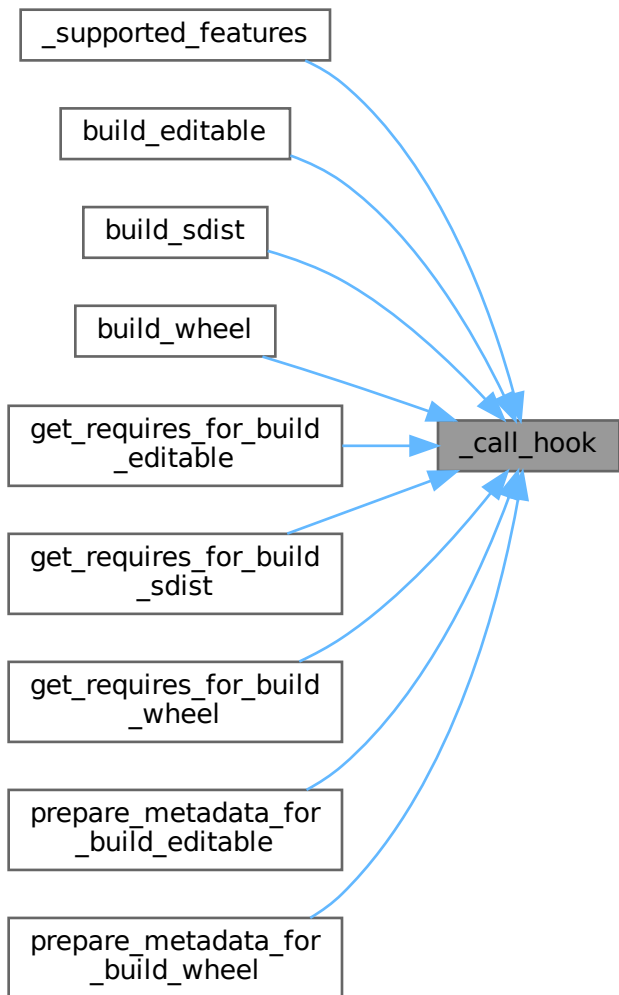 _supported_features
build_editable
build_sdist
build_wheel
get_requires_for_build
_editable
_call_hook
get_requires_for_build
_sdist
get_requires_for_build
_wheel
prepare_metadata_for
_build_editable
prepare_metadata_for
_build_wheel